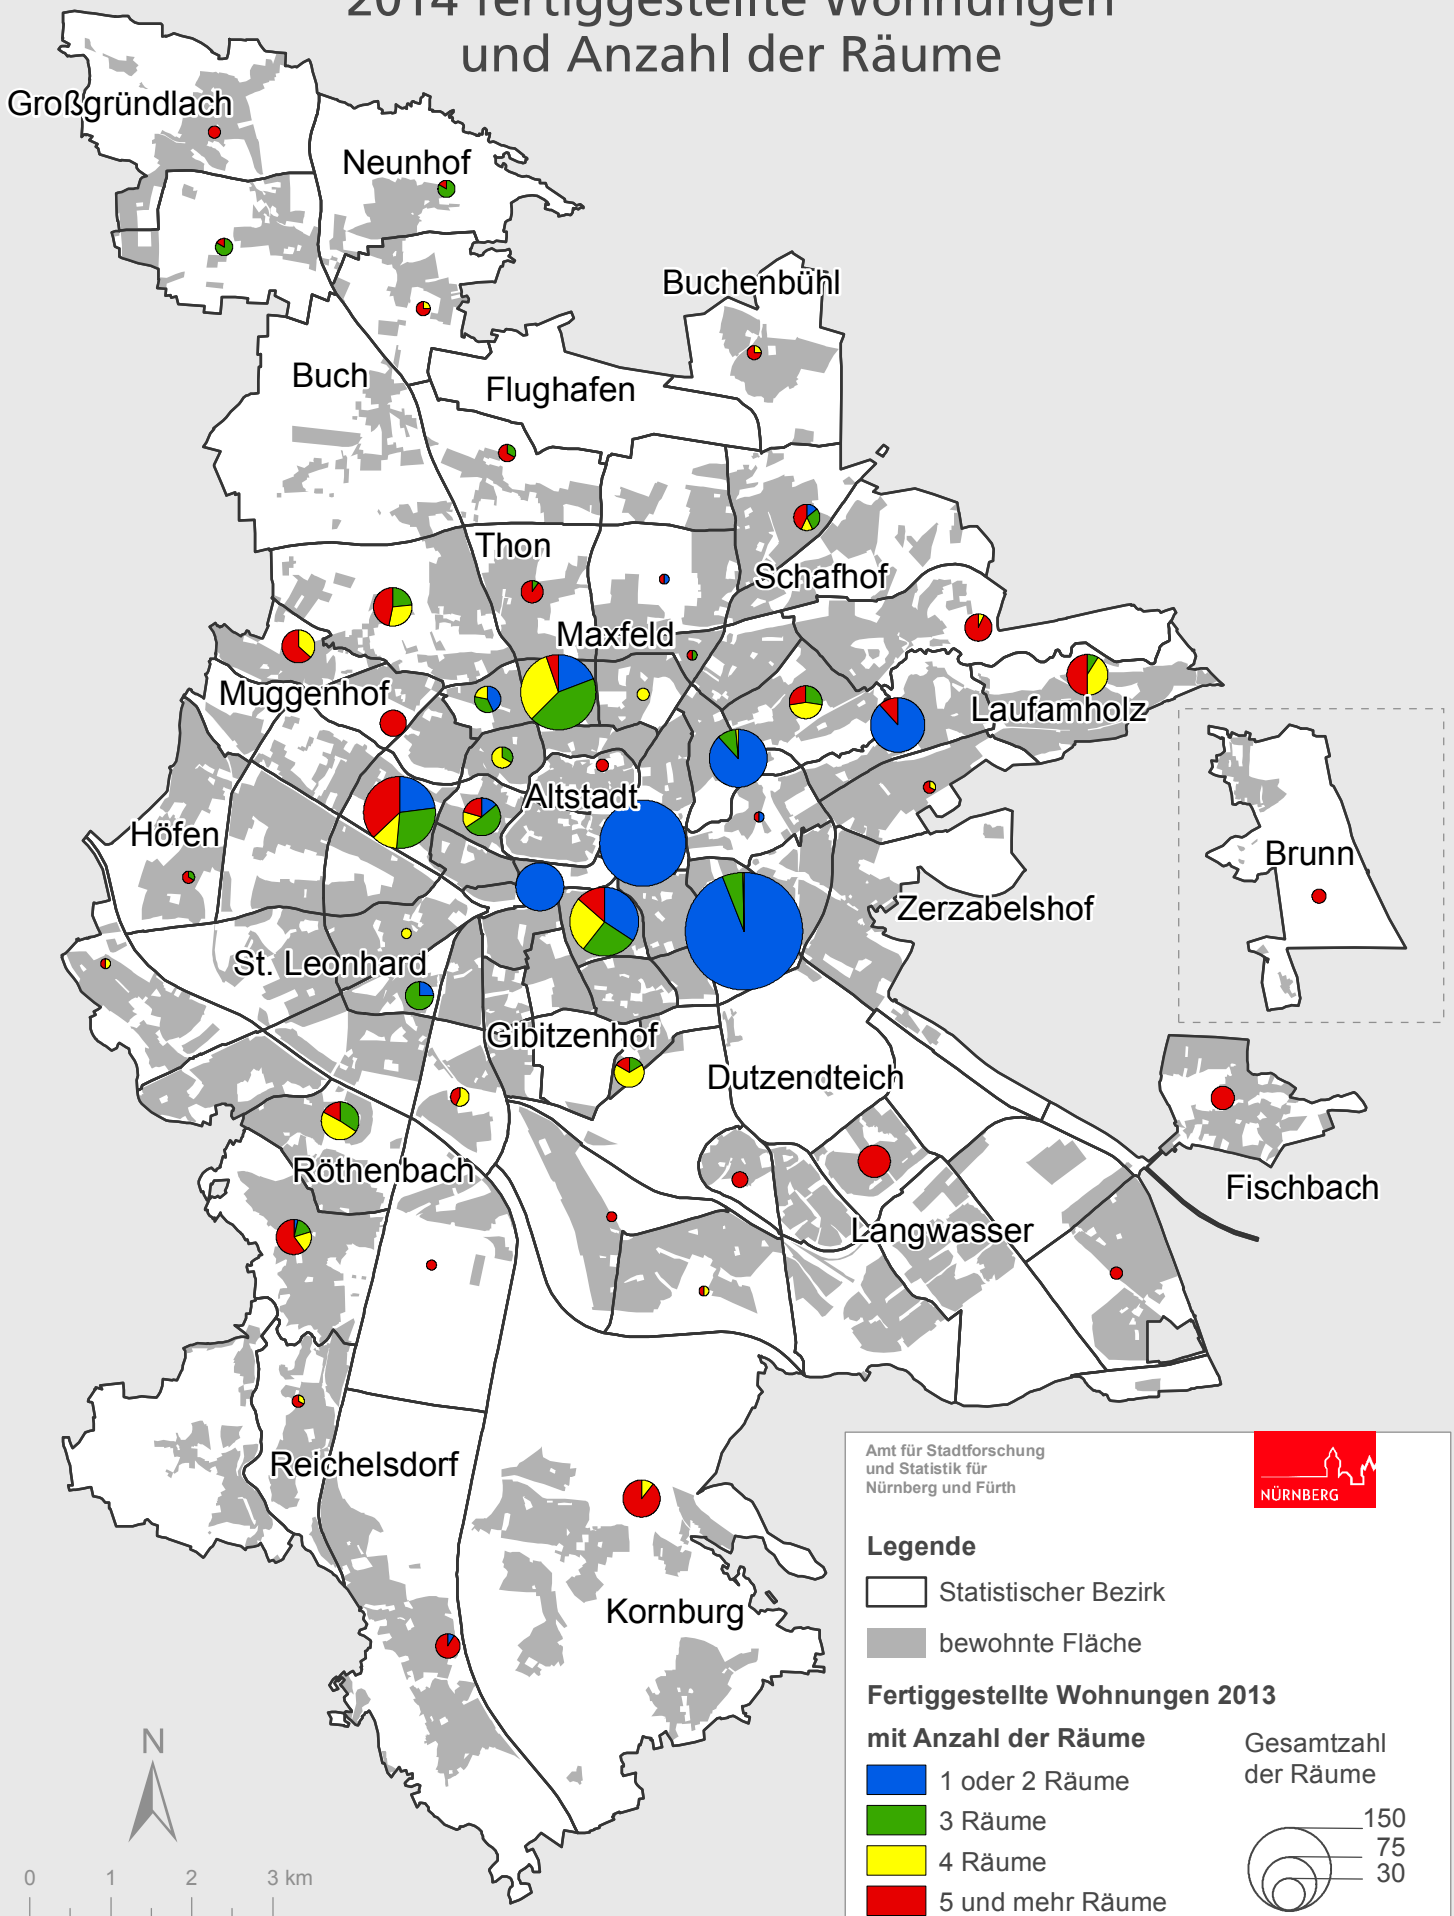 2014 fertiggestellte Wohnungen
und Anzahl der Räume
Großgründlach
Neunhof
Buchenbühl
Buch
Flughafen
Thon
Schafhof
Maxfeld
Muggenhof
Laufamholz
Altstadt
Höfen
Brunn
Zerzabelshof
St. Leonhard
Gibitzenhof
Dutzendteich
Röthenbach
Fischbach
Langwasser
Reichelsdorf
Kornburg
Amt für Stadtforschung
und Statistik für
Nürnberg und Fürth
NÜRNBERG
Legende
Statistischer Bezirk
bewohnte Fläche
Fertiggestellte Wohnungen 2013
mit Anzahl der Räume
1 oder 2 Räume
3 Räume
4 Räume
5 und mehr Räume
Gesamtzahl
der Räume
150
75
30
N
0 1 2 3 km